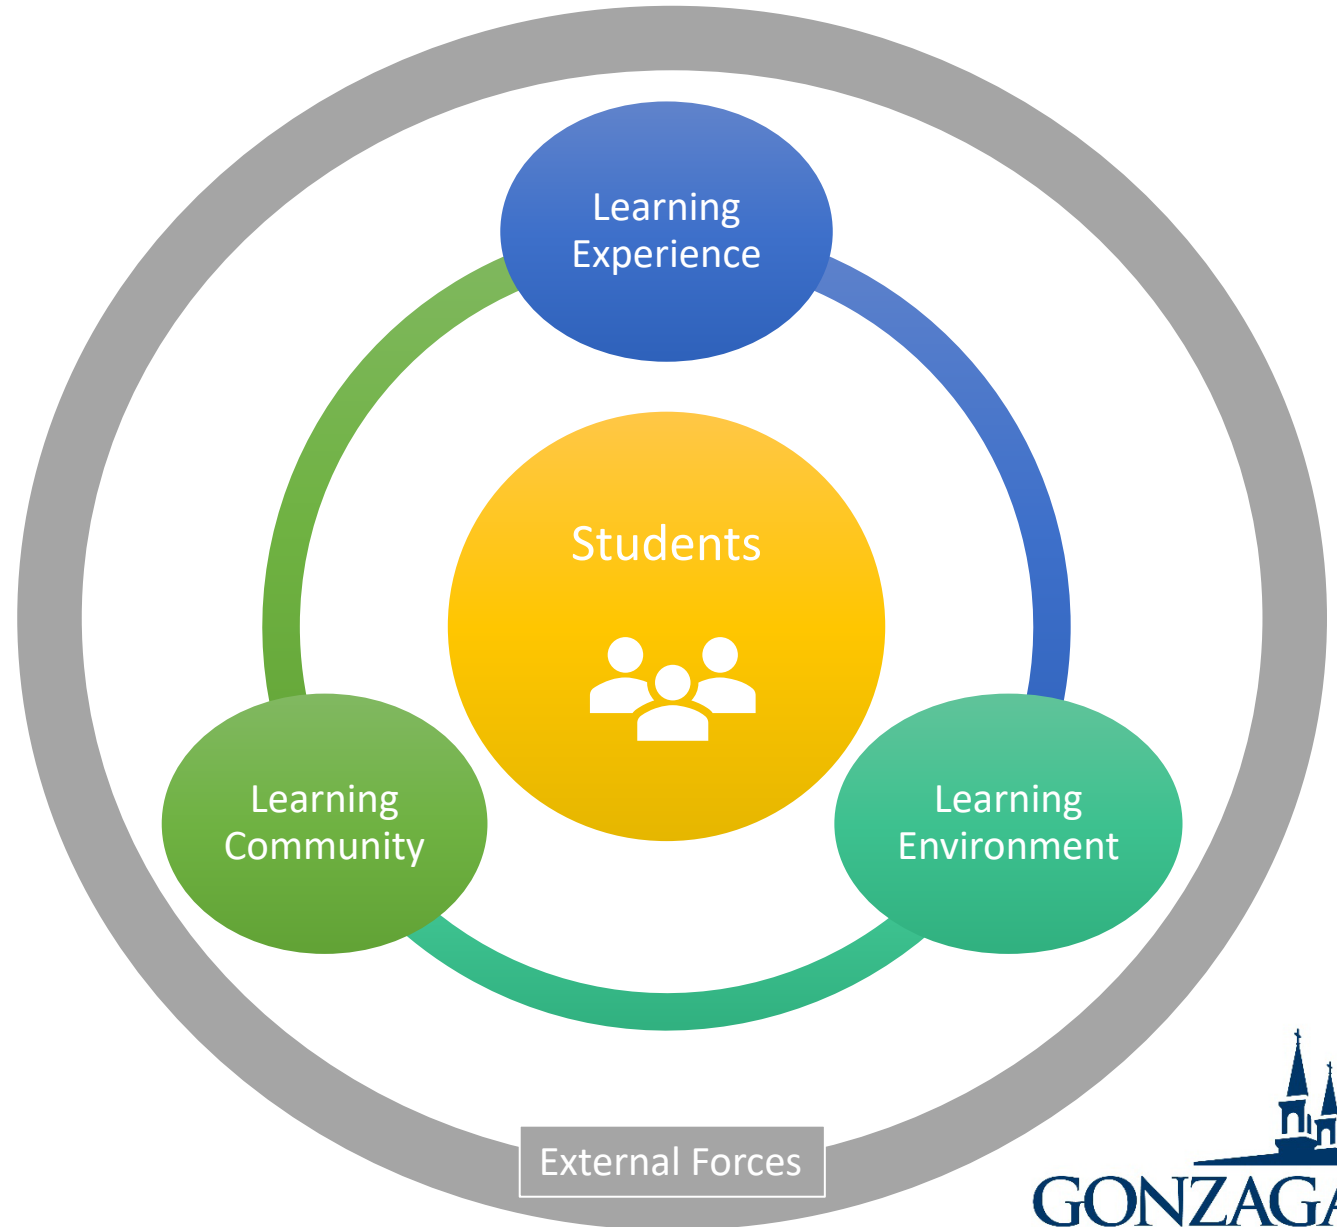 Learning
Experience
Students
Learning
Community
Learning
Environment
External Forces
GONZAGA